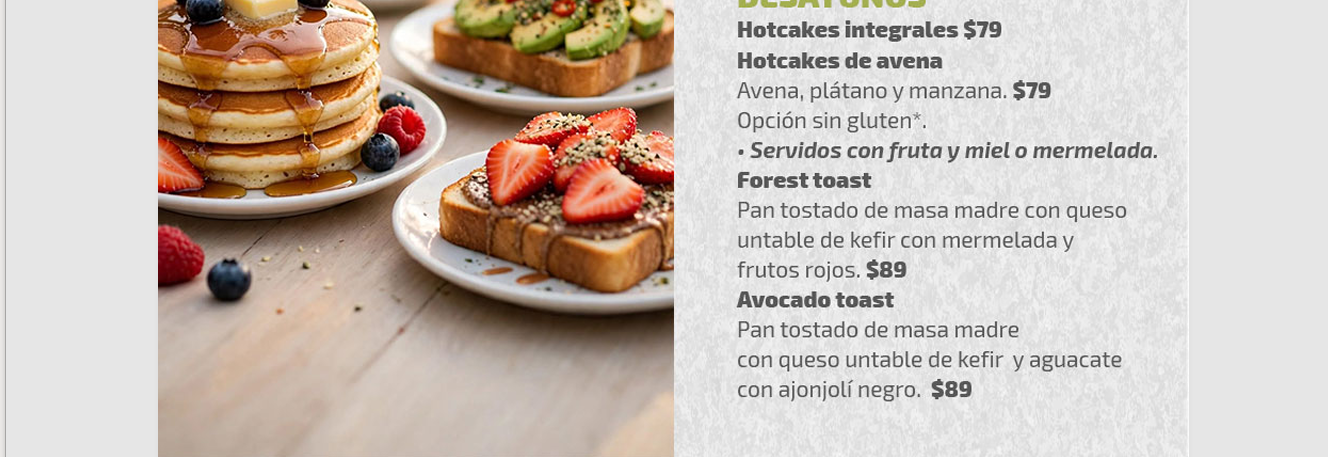 DESAYUNOS
Hotcakes integrales $79
Hotcakes de avena
Avena, plátano y manzana. $79
Opción sin gluten*.
• Servidos con fruta y miel o mermelada.
Forest toast
Pan tostado de masa madre con queso
untable de kefir con mermelada y
frutos rojos. $89
Avocado toast
Pan tostado de masa madre
con queso untable de kefir  y aguacate
con ajonjolí negro.  $89